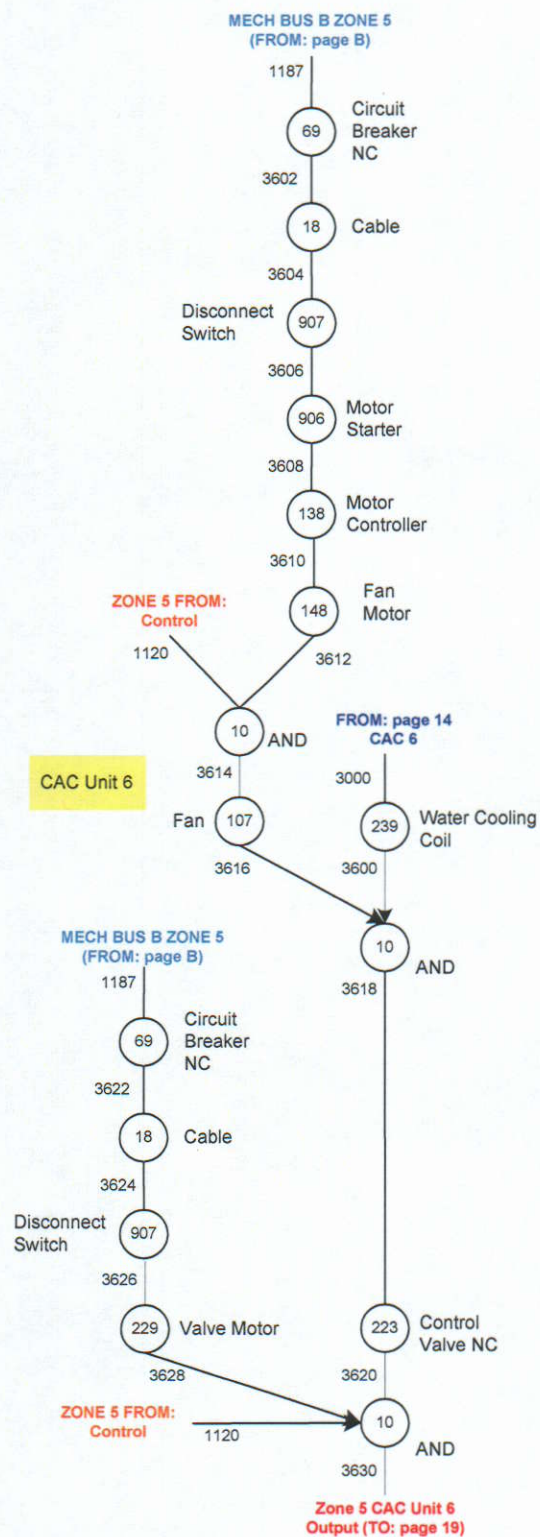 MECH BUS B ZONE 5
(FROM: page B)
1187
69
Circuit
Breaker
NC
3602
18
Cable
3604
Disconnect
Switch
907
3606
906
Motor
Starter
3608
138
Motor
Controller
3610
148
Fan
Motor
ZONE 5 FROM:
Control
1120
3612
10
AND
3614
CAC Unit 6
Fan
107
3616
FROM: page 14
CAC 6
3000
239
Water Cooling
Coil
3600
10
AND
3618
MECH BUS B ZONE 5
(FROM: page B)
1187
69
Circuit
Breaker
NC
3622
18
Cable
3624
Disconnect
Switch
907
3626
229
Valve Motor
3628
223
Control
Valve NC
3620
ZONE 5 FROM:
Control
1120
10
AND
3630
Zone 5 CAC Unit 6
Output (TO: page 19)